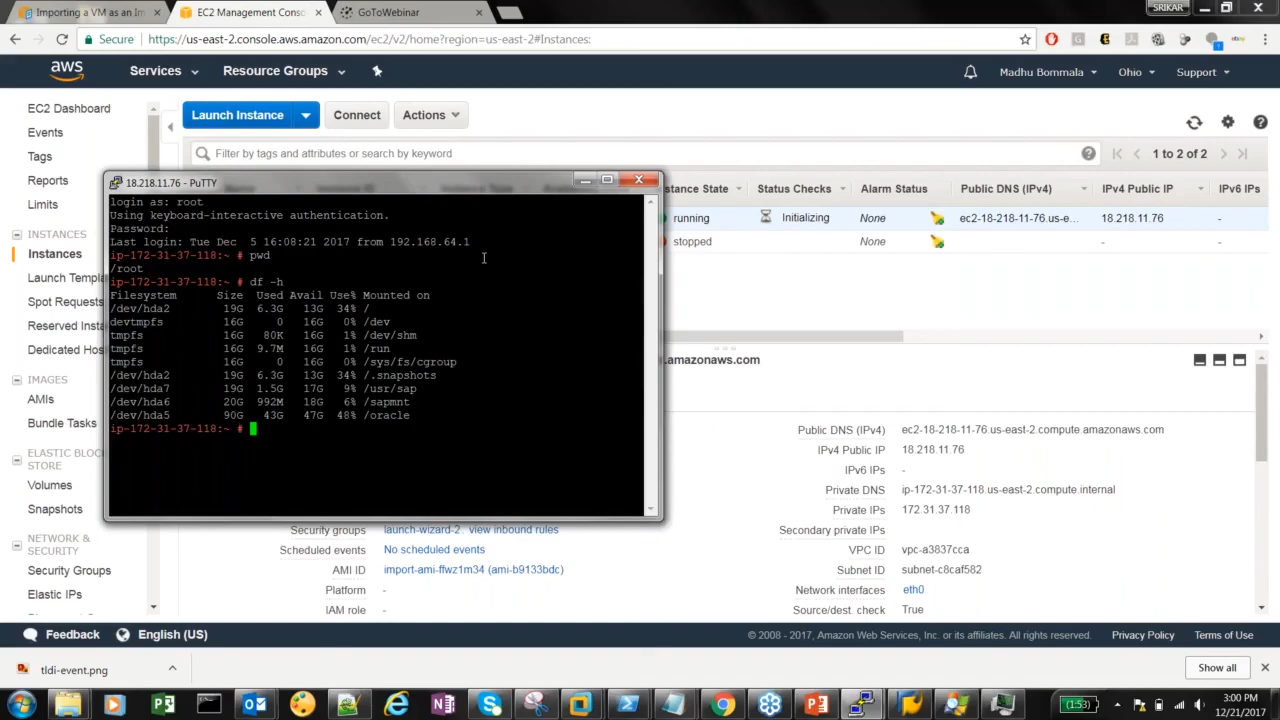 Importing a VM as an Im
EC2 Management Conso
GoToWebinar
SRIKAR
Secure
https://us-east-2.console.aws.amazon.com/ec2/v2/home?region=us-east-2#Instances:
aws
Services
Resource Groups
Madhu Bommala
Ohio
Support
EC2 Dashboard
Events
Tags
Reports
Limits
INSTANCES
Instances
Launch Templa
Spot Requests
Reserved Insta
Dedicated Hos
IMAGES
AMIs
Bundle Tasks
ELASTIC BLOC
STORE
Volumes
Snapshots
NETWORK &
SECURITY
Security Groups
Elastic IPs
Launch Instance
Connect
Actions
Filter by tags and attributes or search by keyword
1 to 2 of 2
stance State
Status Checks
Alarm Status
Public DNS (IPv4)
IPv4 Public IP
IPv6 IPs
running
Initializing
None
ec2-18-218-11-76.us-e...
18.218.11.76
-
stopped
None
-
-
18.218.11.76 - PuTTY
login as: root
Using keyboard-interactive authentication.
Password:
Last login: Tue Dec  5 16:08:21 2017 from 192.168.64.1
ip-172-31-37-118:~ # pwd
/root
ip-172-31-37-118:~ # df -h
Filesystem      Size  Used Avail Use% Mounted on
/dev/hda2        19G  6.3G   13G  34% /
devtmpfs         16G     0   16G   0% /dev
tmpfs            16G   80K   16G   1% /dev/shm
tmpfs            16G  9.7M   16G   1% /run
tmpfs            16G     0   16G   0% /sys/fs/cgroup
/dev/hda2        19G  6.3G   13G  34% /.snapshots
/dev/hda7        19G  1.5G   17G   9% /usr/sap
/dev/hda6        20G  992M   18G   6% /sapmnt
/dev/hda5        90G   43G   47G  48% /oracle
ip-172-31-37-118:~ #
.amazonaws.com
Public DNS (IPv4) ec2-18-218-11-76.us-east-2.compute.amazonaws.com
IPv4 Public IP 18.218.11.76
IPv6 IPs -
Private DNS ip-172-31-37-118.us-east-2.compute.internal
Private IPs 172.31.37.118
Security groups launch-wizard-2. view inbound rules
Secondary private IPs
Scheduled events No scheduled events
VPC ID vpc-a3837cca
AMI ID import-ami-ffwz1m34 (ami-b9133bdc)
Subnet ID subnet-c8caf582
Platform -
Network interfaces eth0
IAM role -
Source/dest. check True
Feedback
English (US)
© 2008 - 2017, Amazon Web Services, Inc. or its affiliates. All rights reserved.
Privacy Policy
Terms of Use
tldi-event.png
Show all
(1:53)
3:00 PM
12/21/2017